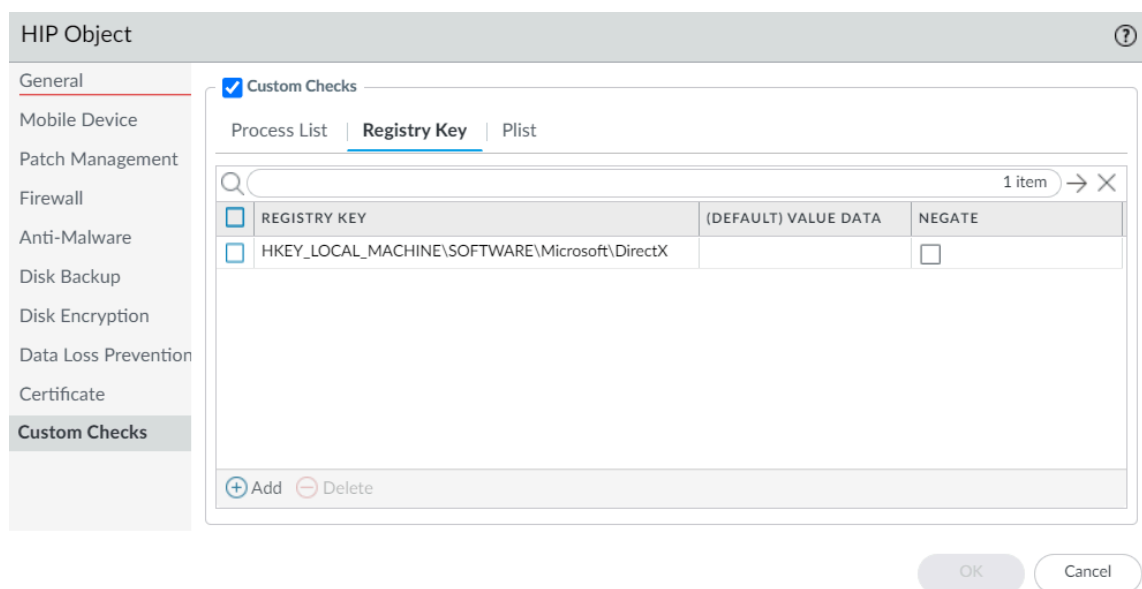 HIP Object
General
Mobile Device
Patch Management
Firewall
Anti-Malware
Disk Backup
Disk Encryption
Data Loss Prevention
Certificate
Custom Checks
Custom Checks
Process List
Registry Key
Plist
1 item
REGISTRY KEY
(DEFAULT) VALUE DATA
NEGATE
HKEY_LOCAL_MACHINE\SOFTWARE\Microsoft\DirectX
Add
Delete
OK
Cancel